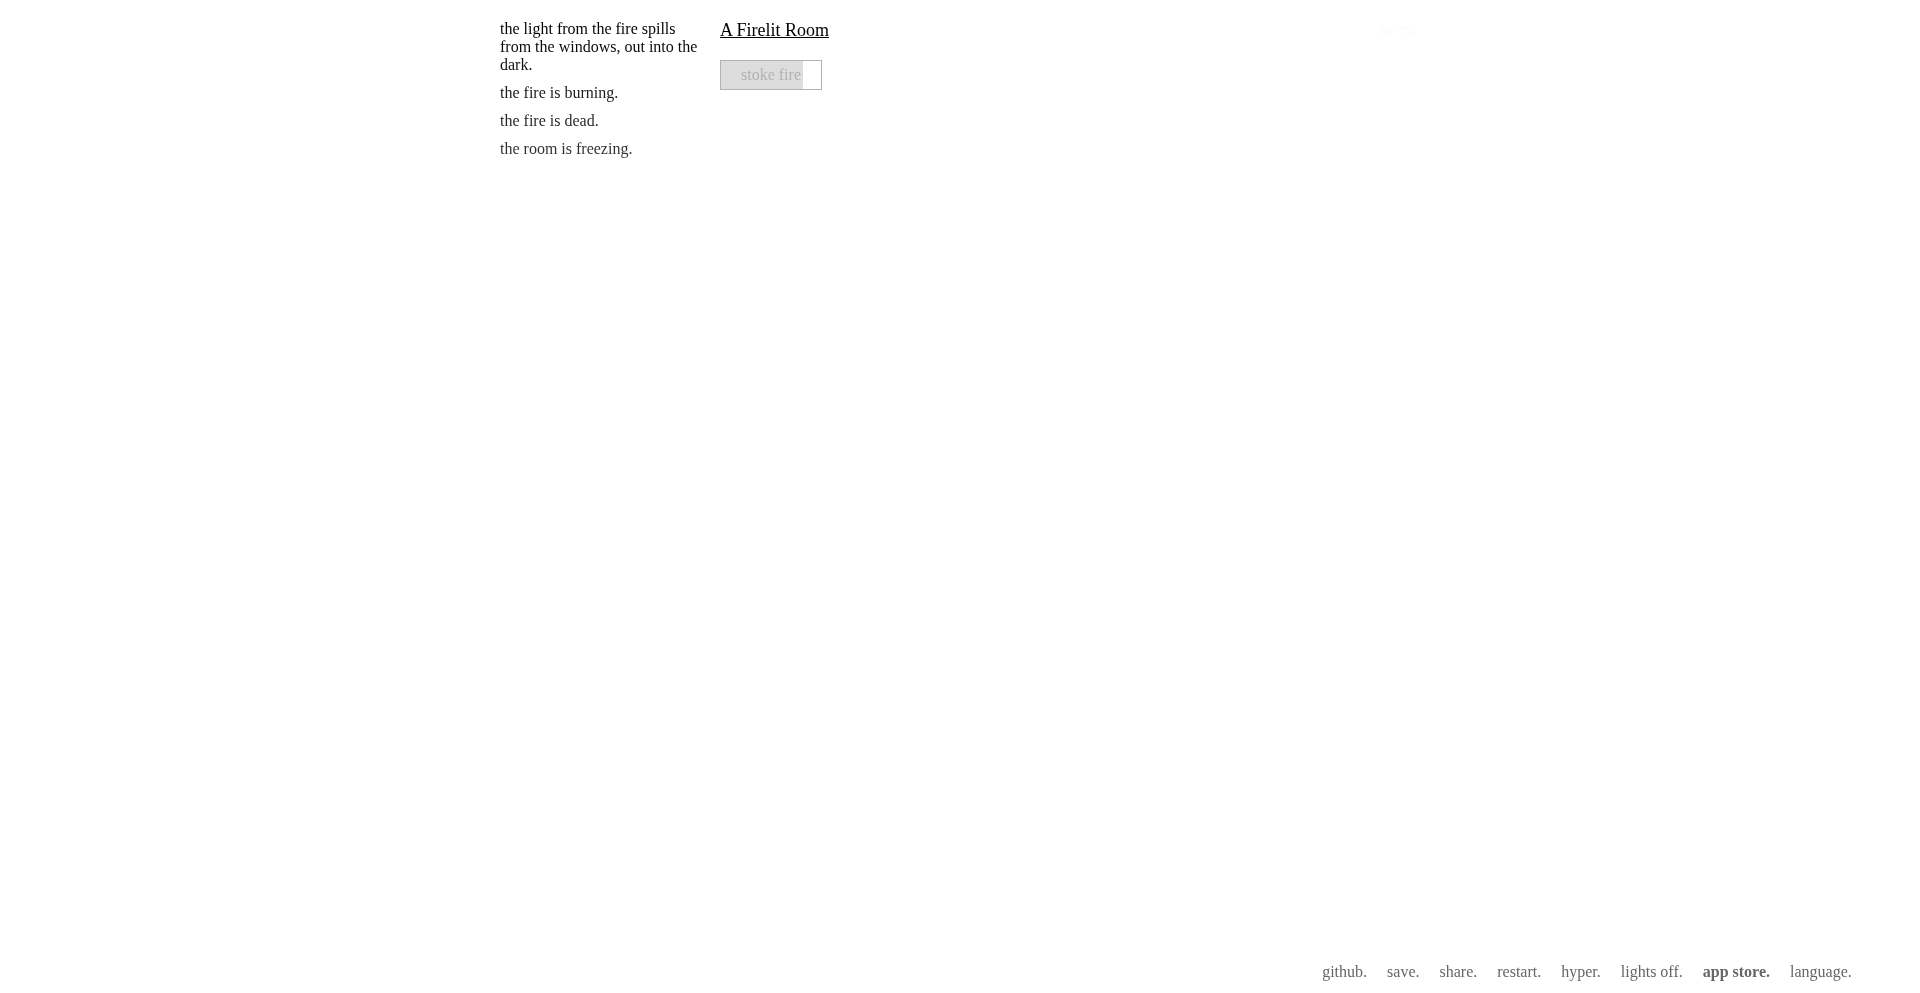 the light from the fire spills
from the windows, out into the
dark.
the fire is burning.
the fire is dead.
the room is freezing.
A Firelit Room
stoke fire
github.
save.
share.
restart.
hyper.
lights off.
app store.
language.